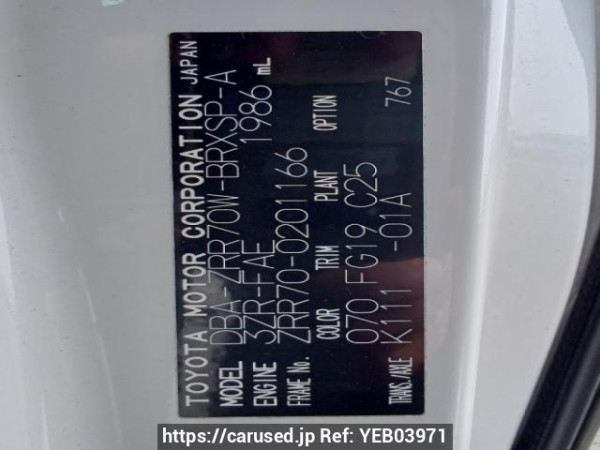 TOYOTA MOTOR CORPORATION JAPAN
MODEL DBA-ZRR70W-BRXSP-A
ENGINE 3ZR-FAE 1986 mL
FRAME No. ZRR70-0201166
COLOR TRIM PLANT OPTION
070 FG19 C25
TRANS./AXLE K111 -01A 767
https://carused.jp Ref: YEB03971